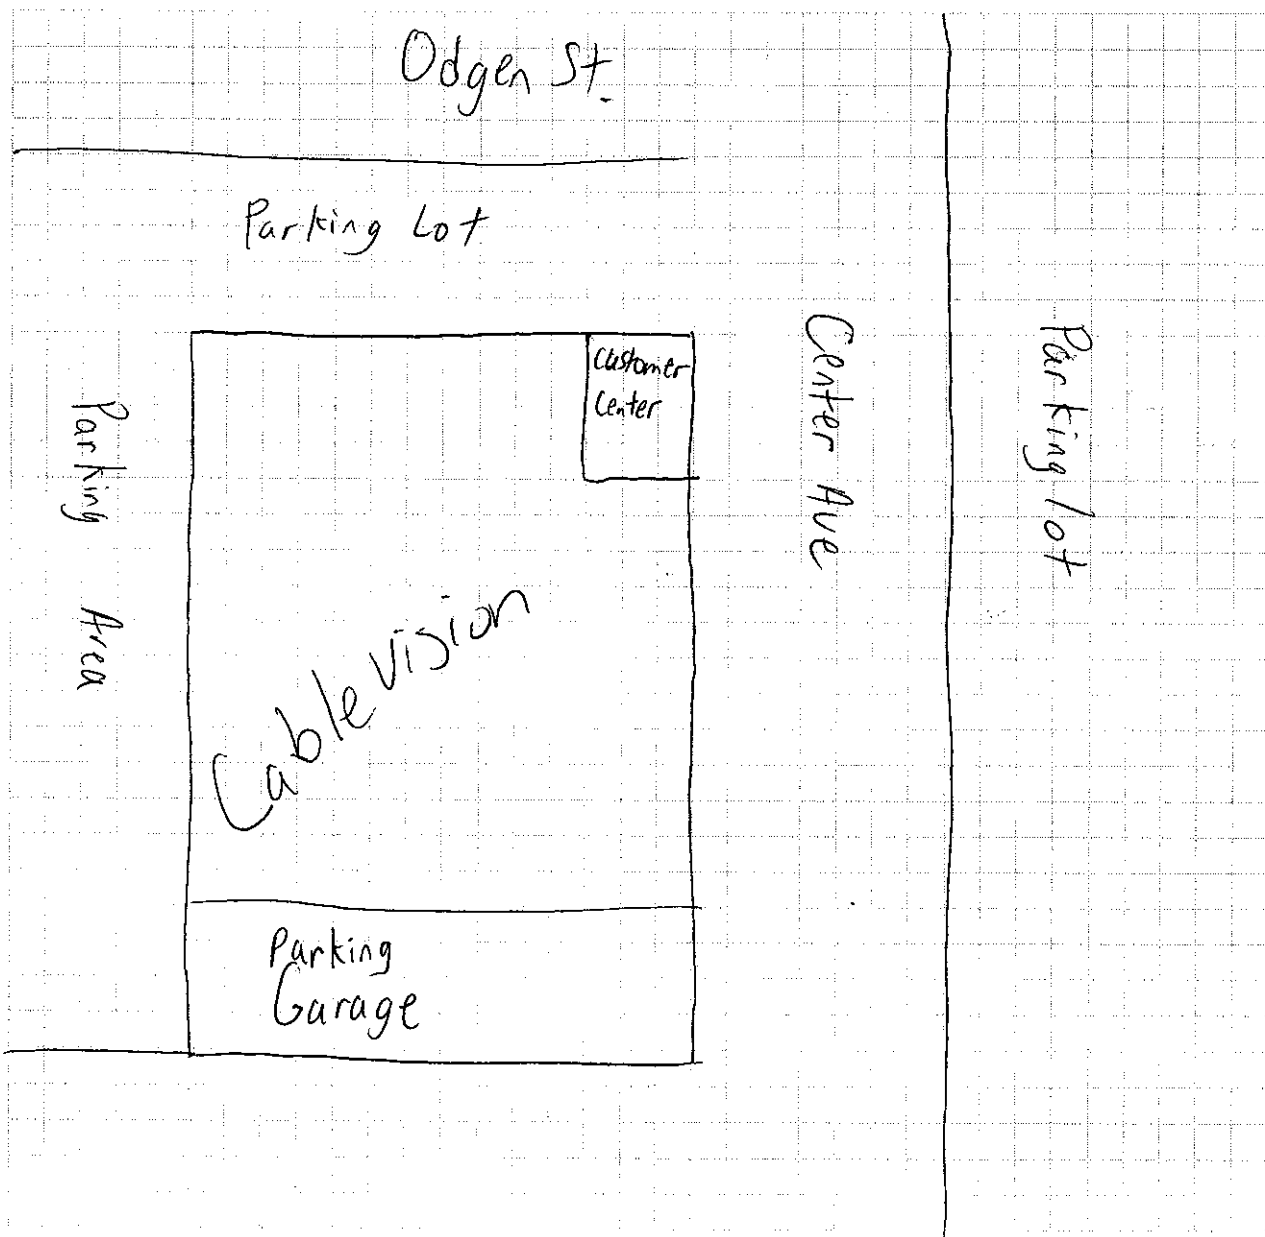 Odgen St.
Parking Lot
Customer
Center
Center Ave
Parking lot
Parking Area
Cablevision
Parking
Garage